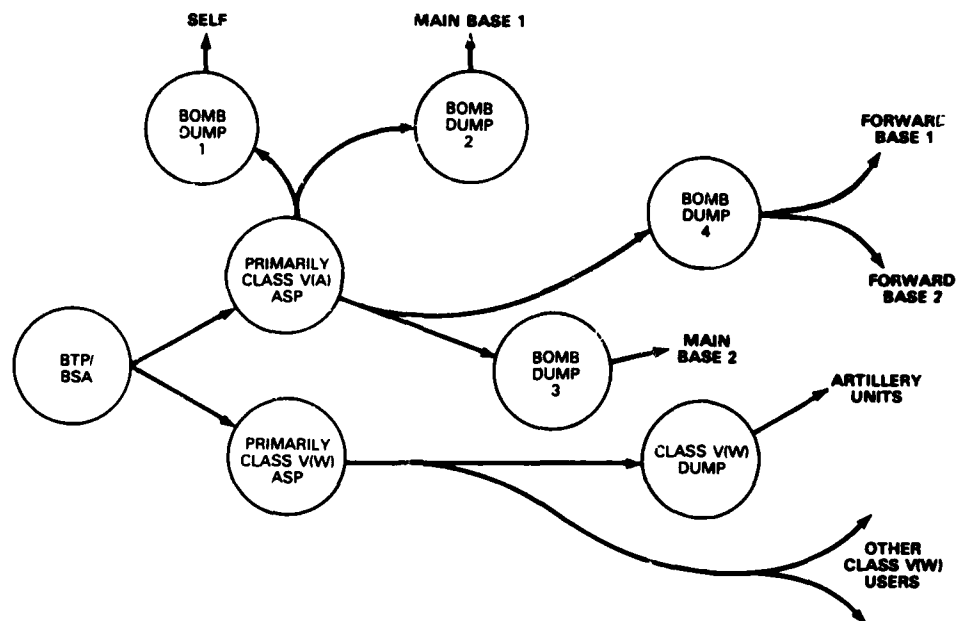 SELF
MAIN BASE 1
BOMB
DUMP
1
BOMB
DUMP
2
FORWARD
BASE 1
BOMB
DUMP
4
PRIMARILY
CLASS V(A)
ASP
FORWARD
BASE 2
BTP/
BSA
BOMB
DUMP
3
MAIN
BASE 2
ARTILLERY
UNITS
PRIMARILY
CLASS V(W)
ASP
CLASS V(W)
DUMP
OTHER
CLASS V(W)
USERS